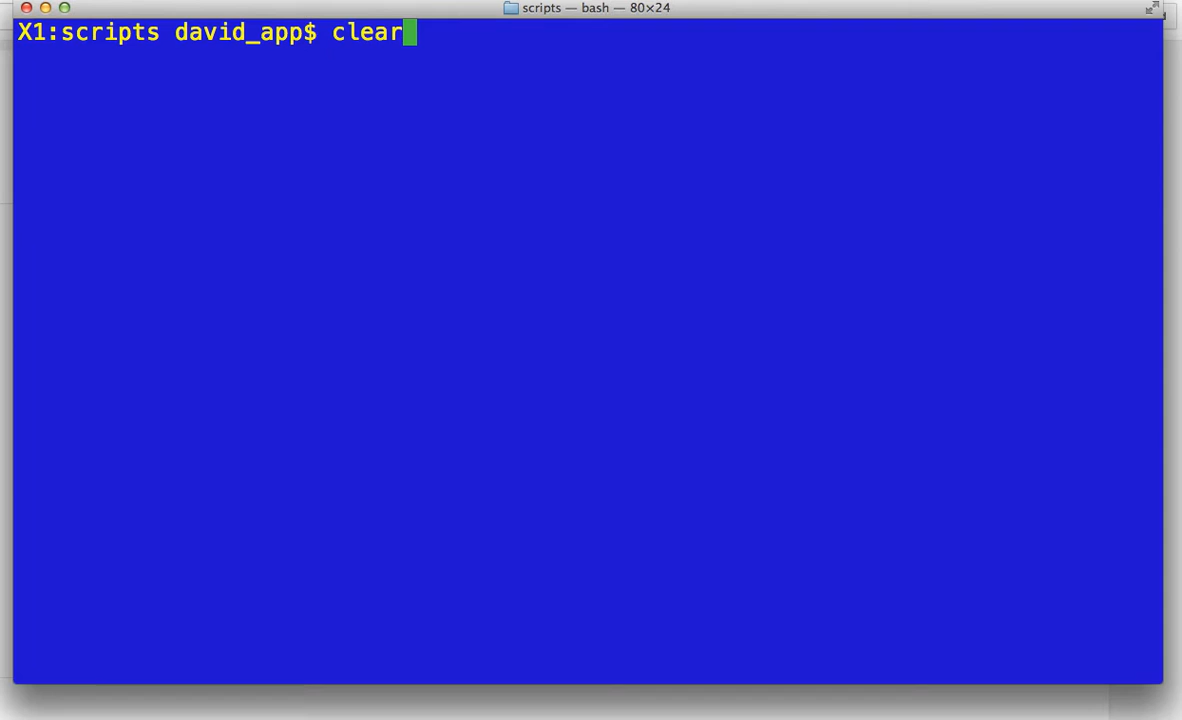 scripts — bash — 80×24
X1:scripts david_app$ clear